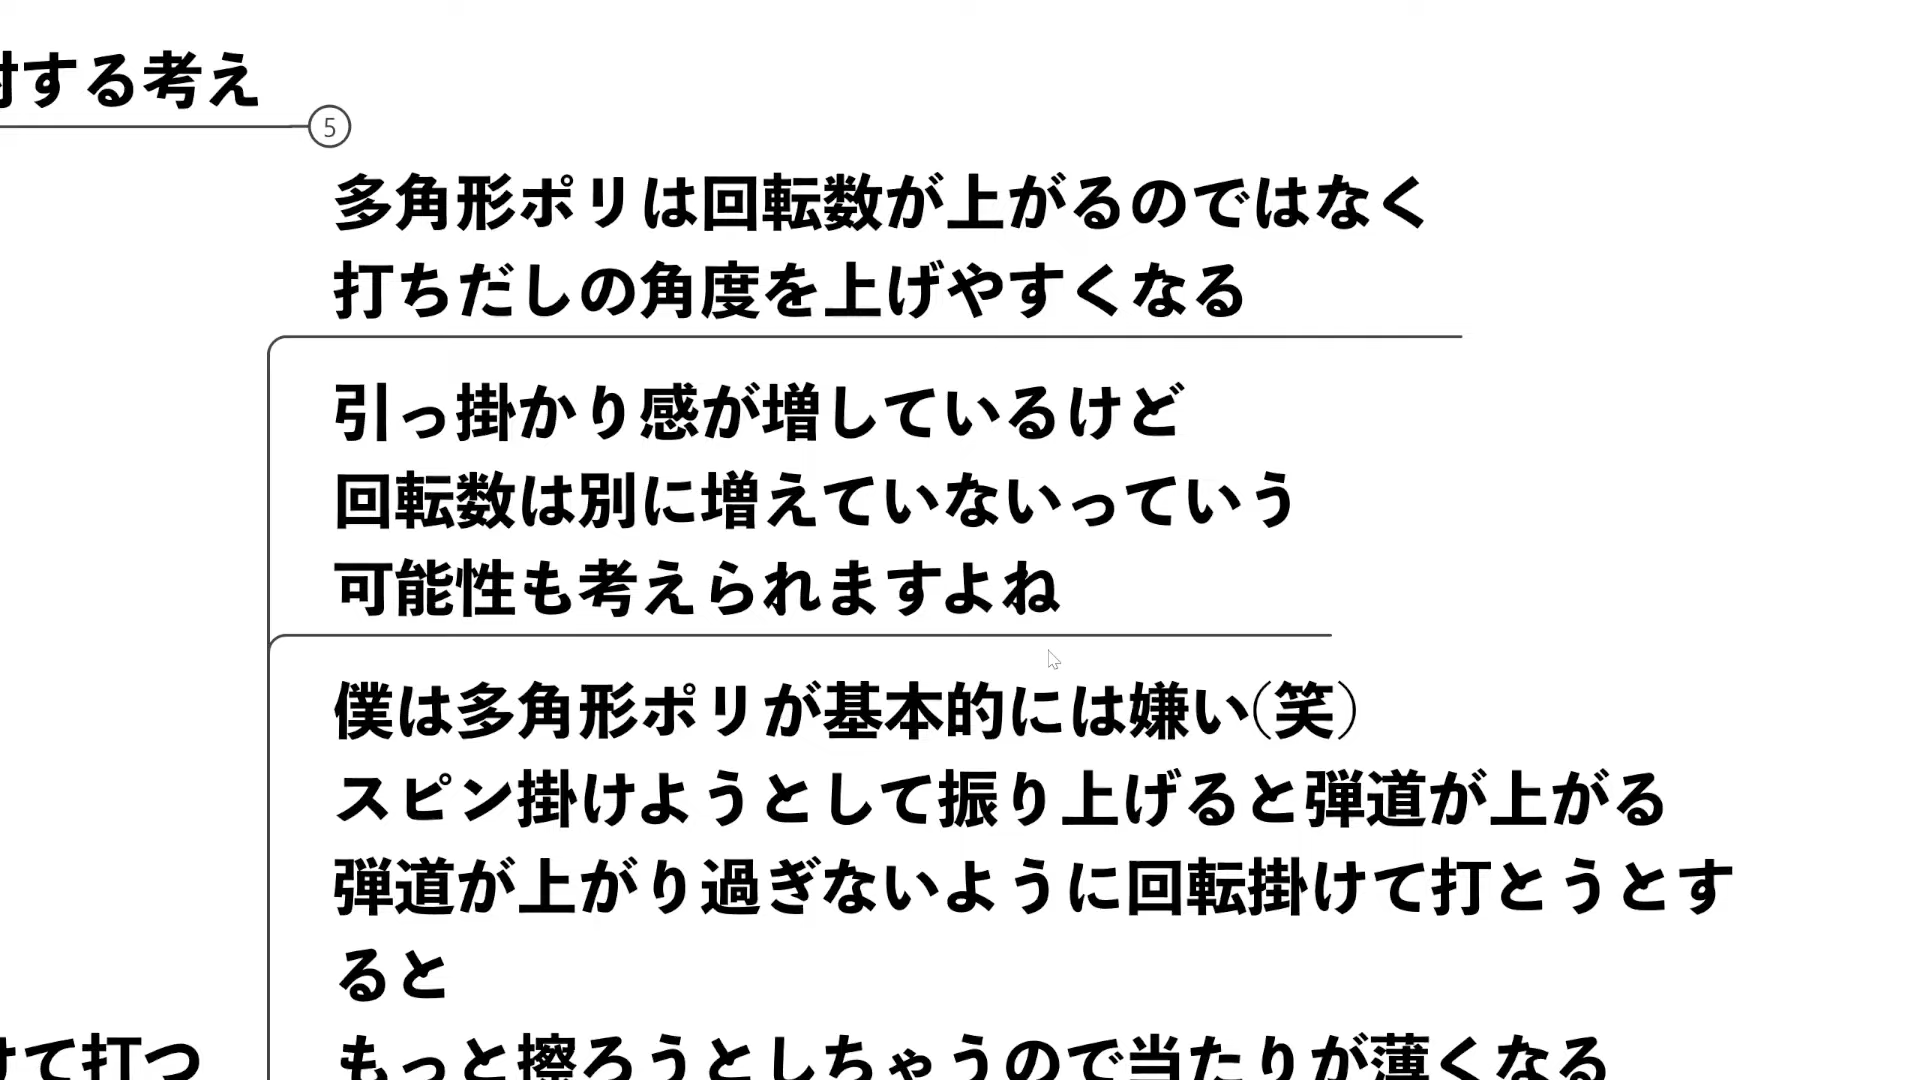 対する考え
5
多角形ポリは回転数が上がるのではなく
打ちだしの角度を上げやすくなる
引っ掛かり感が増しているけど
回転数は別に増えていないっていう
可能性も考えられますよね
僕は多角形ポリが基本的には嫌い(笑)
スピン掛けようとして振り上げると弾道が上がる
弾道が上がり過ぎないように回転掛けて打とうとす
ると
もっと擦ろうとしちゃうので当たりが薄くなる
けて打つ